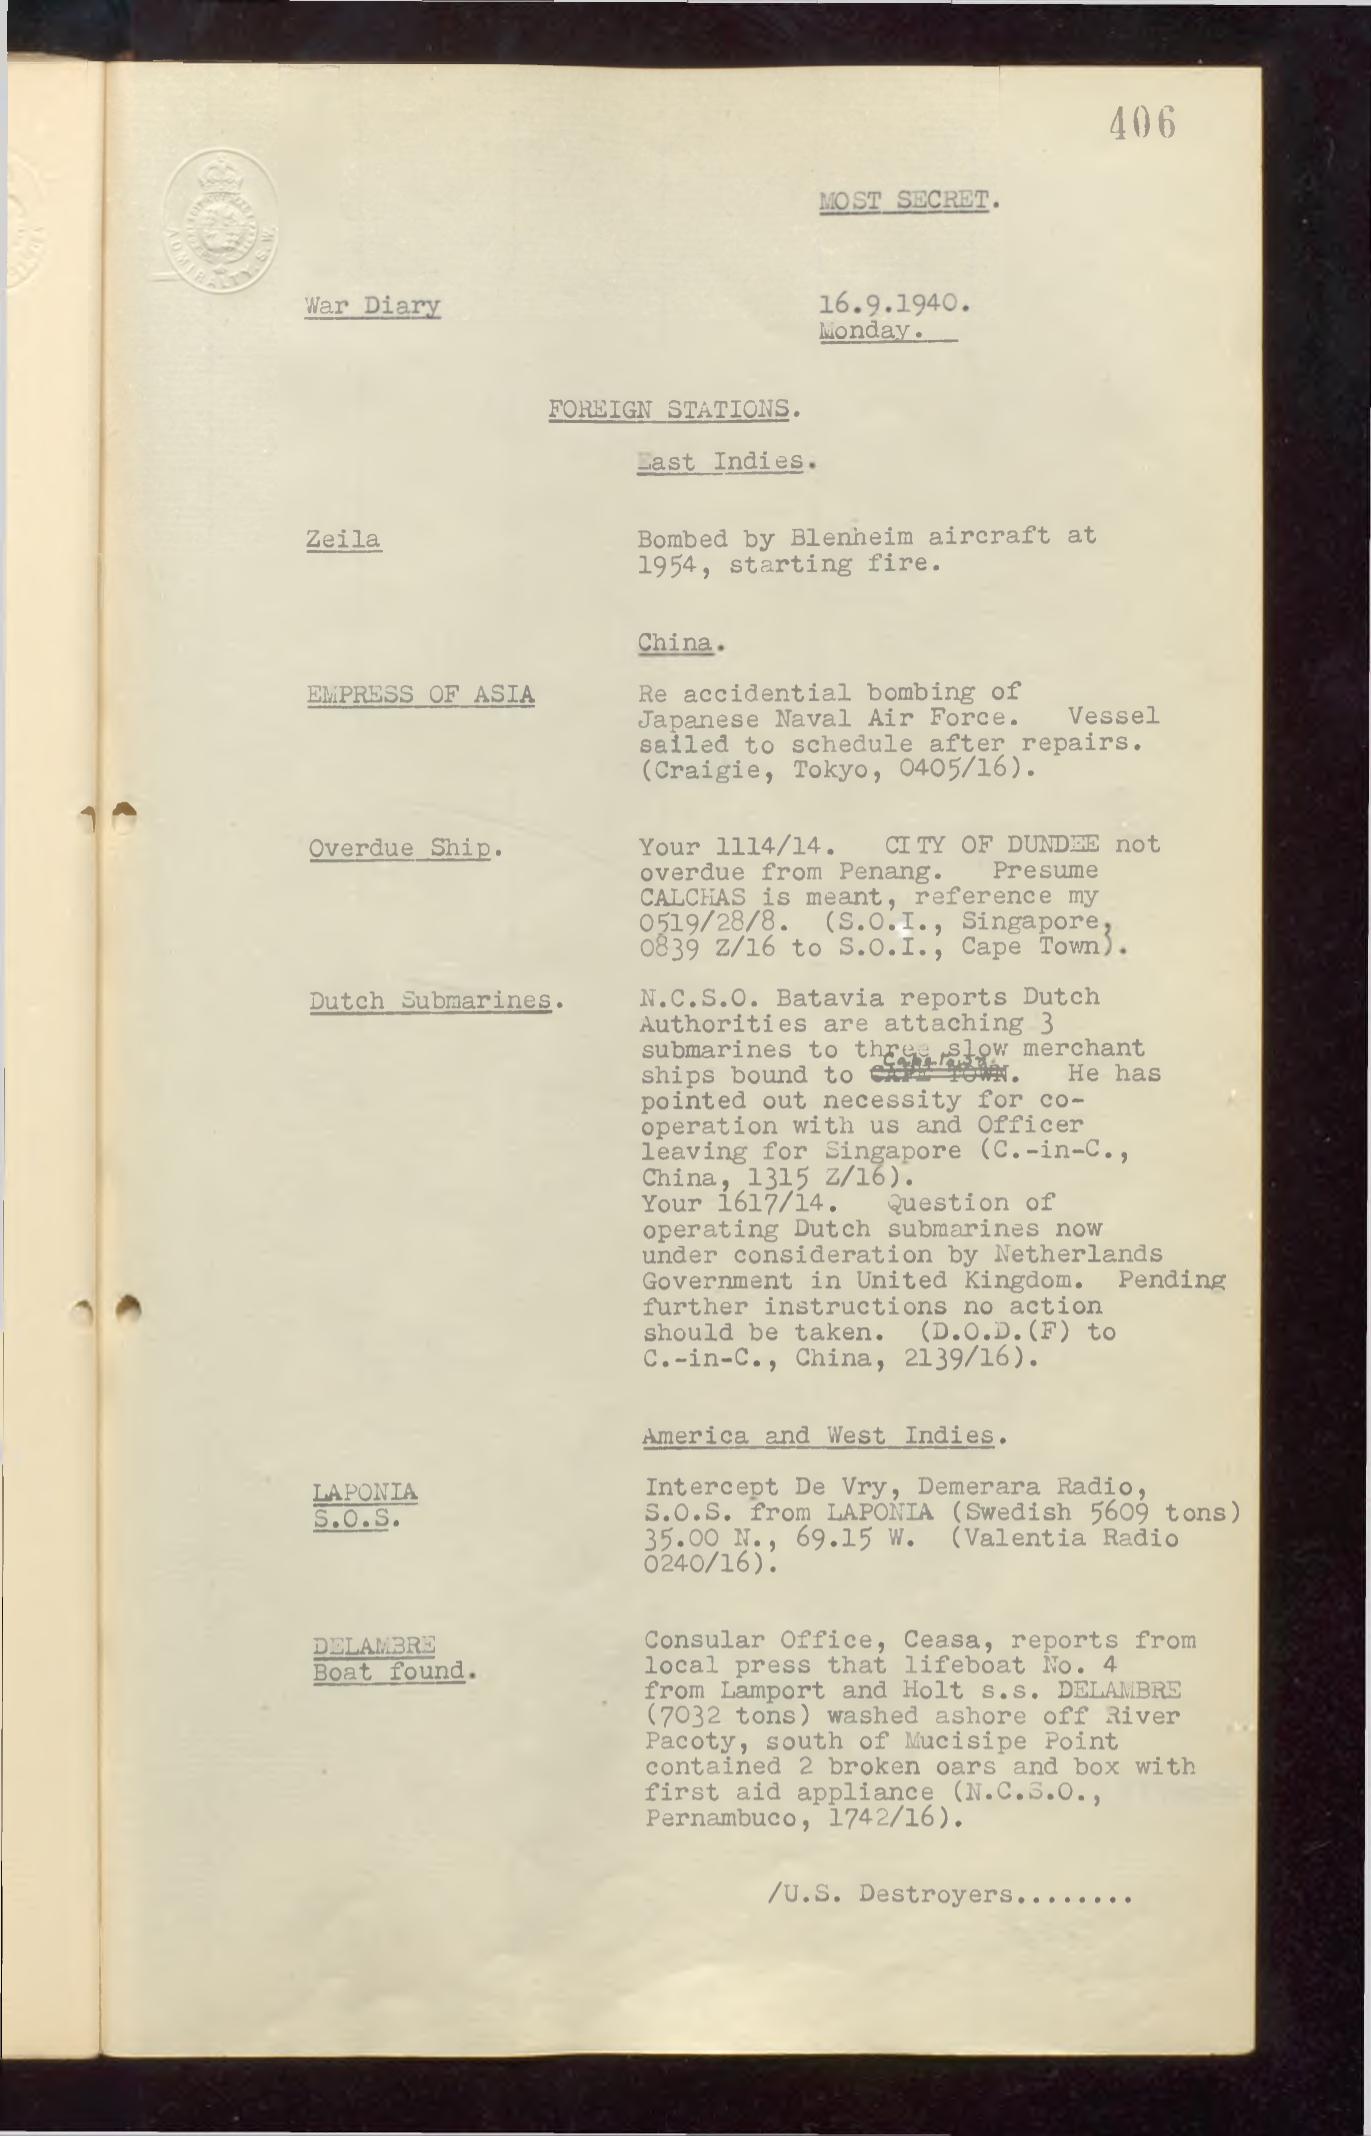 406
MOST SECRET.
ADMIRALTY. S.W.
War Diary
16.9.1940.
Monday.
FOREIGN STATIONS.
East Indies.
Zeila
Bombed by Blenheim aircraft at
1954, starting fire.
China.
EMPRESS OF ASIA
Re accidential bombing of
Japanese Naval Air Force. Vessel
sailed to schedule after repairs.
(Craigie, Tokyo, 0405/16).
Overdue Ship.
Your 1114/14. CITY OF DUNDEE not
overdue from Penang. Presume
CALCHAS is meant, reference my
0519/28/8. (S.O.I., Singapore,
0839 Z/16 to S.O.I., Cape Town).
Dutch Submarines.
N.C.S.O. Batavia reports Dutch
Authorities are attaching 3
submarines to three slow merchant
ships bound to CAPE TOWN. He has
pointed out necessity for co-
operation with us and Officer
leaving for Singapore (C.-in-C.,
China, 1315 Z/16).
Your 1617/14. Question of
operating Dutch submarines now
under consideration by Netherlands
Government in United Kingdom. Pending
further instructions no action
should be taken. (D.O.D.(F) to
C.-in-C., China, 2139/16).
America and West Indies.
LAPONIA
S.O.S.
Intercept De Vry, Demerara Radio,
S.O.S. from LAPONIA (Swedish 5609 tons)
35.00 N., 69.15 W. (Valentia Radio
0240/16).
DELAMBRE
Boat found.
Consular Office, Ceasa, reports from
local press that lifeboat No. 4
from Lamport and Holt s.s. DELAMBRE
(7032 tons) washed ashore off River
Pacoty, south of Mucisipe Point
contained 2 broken oars and box with
first aid appliance (N.C.S.O.,
Pernambuco, 1742/16).
/U.S. Destroyers........